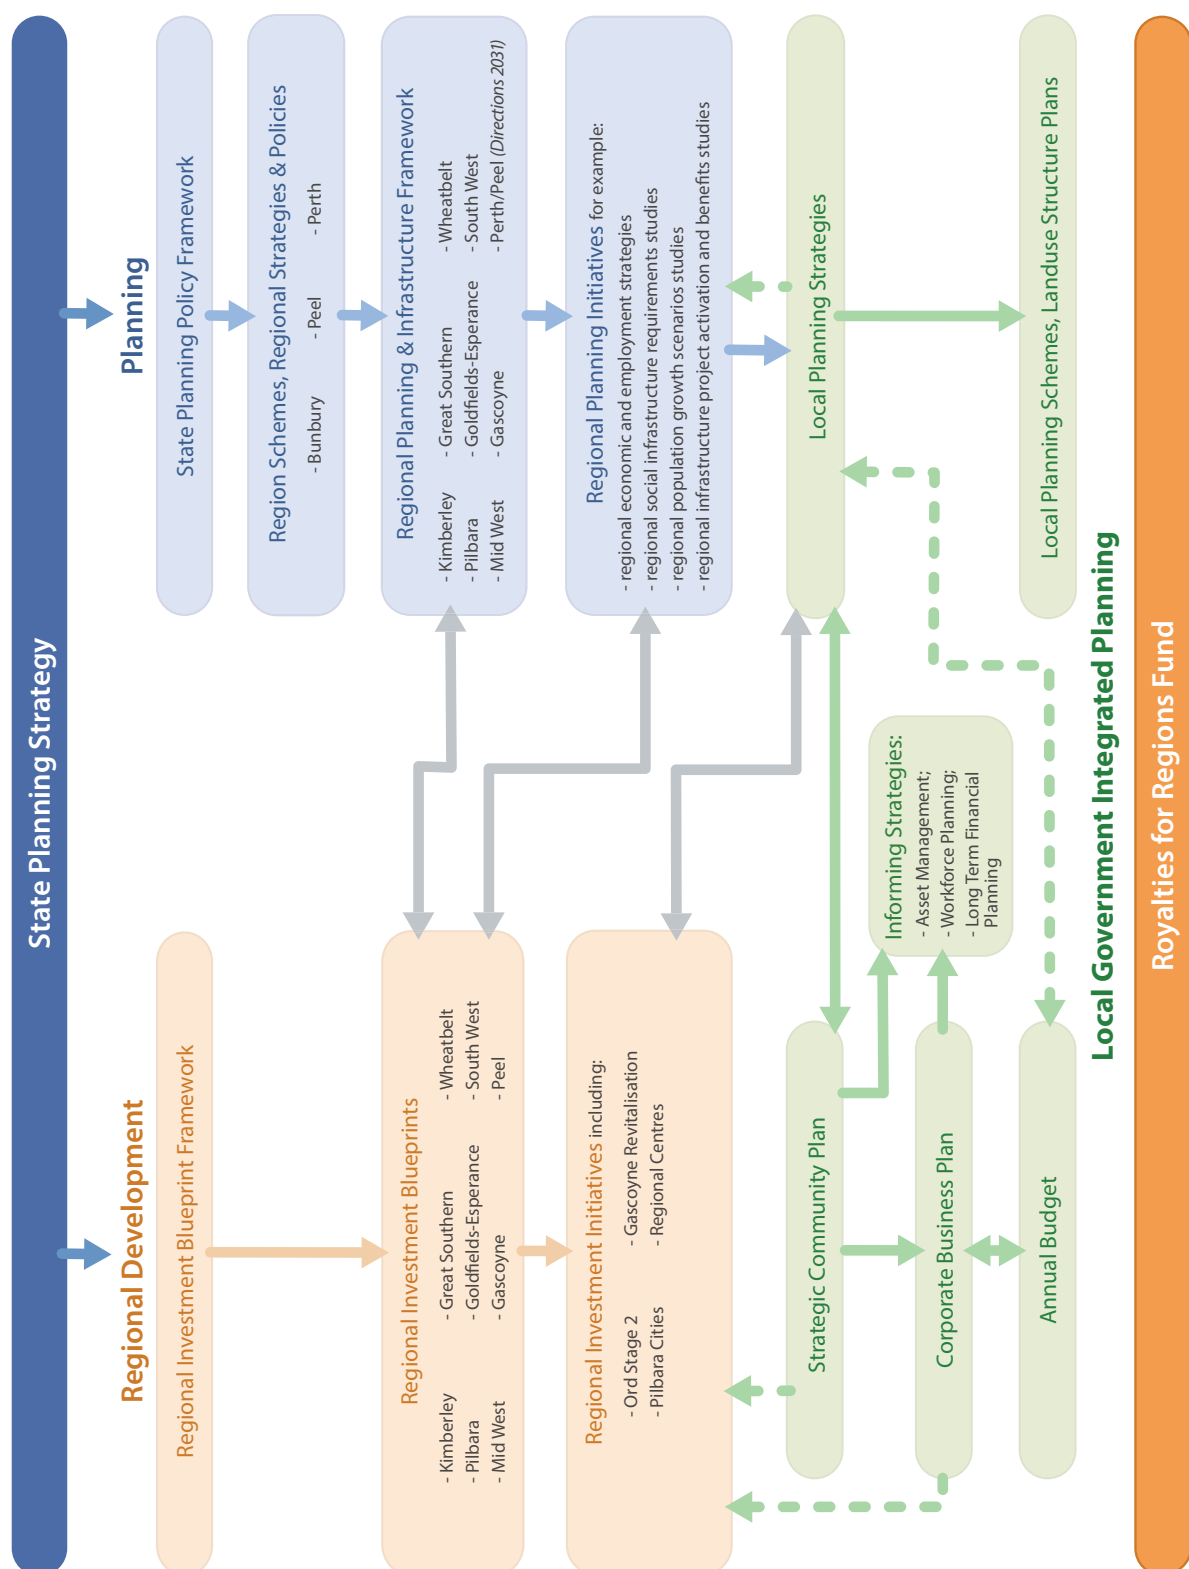 State Planning Strategy
Regional Development
Planning
Regional Investment Blueprint Framework
State Planning Policy Framework
Region Schemes, Regional Strategies & Policies
- Bunbury - Peel - Perth
Regional Investment Blueprints
- Kimberley - Great Southern - Wheatbelt
- Pilbara - Goldfields-Esperance - South West
- Mid West - Gascoyne - Peel
Regional Planning & Infrastructure Framework
- Kimberley - Great Southern - Wheatbelt
- Pilbara - Goldfields-Esperance - South West
- Mid West - Gascoyne - Perth/Peel (Directions 2031)
Regional Investment Initiatives including:
- Ord Stage 2 - Gascoyne Revitalisation
- Pilbara Cities - Regional Centres
Regional Planning Initiatives for example:
- regional economic and employment strategies
- regional social infrastructure requirements studies
- regional population growth scenarios studies
- regional infrastructure project activation and benefits studies
Strategic Community Plan
Local Planning Strategies
Informing Strategies:
- Asset Management;
- Workforce Planning;
- Long Term Financial
Planning
Corporate Business Plan
Annual Budget
Local Planning Schemes, Landuse Structure Plans
Local Government Integrated Planning
Royalties for Regions Fund